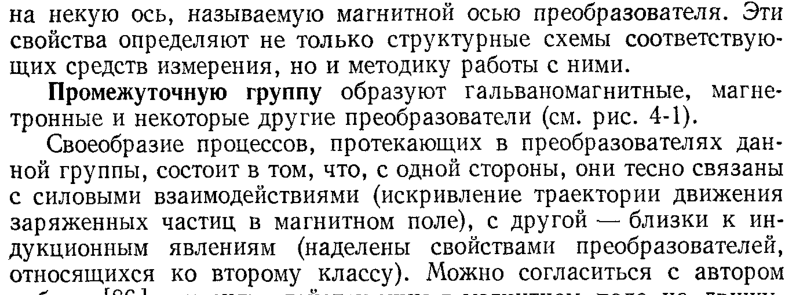 на некую ось, называемую магнитной осью преобразователя. Эти
свойства определяют не только структурные схемы соответствую-
щих средств измерения, но и методику работы с ними.
Промежуточную группу образуют гальваномагнитные, магне-
тронные и некоторые другие преобразователи (см. рис. 4-1).
Своеобразие процессов, протекающих в преобразователях дан-
ной группы, состоит в том, что, с одной стороны, они тесно связаны
с силовыми взаимодействиями (искривление траектории движения
заряженных частиц в магнитном поле), с другой — близки к ин-
дукционным явлениям (наделены свойствами преобразователей,
относящихся ко второму классу). Можно согласиться с автором